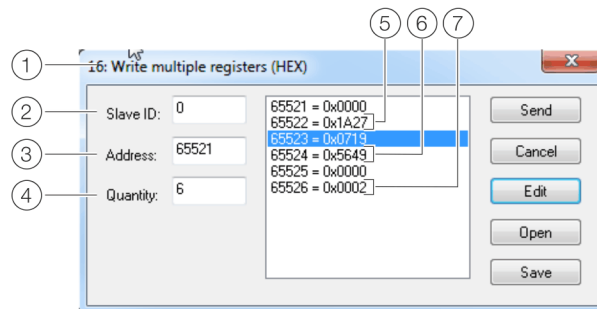 5 6 7
1 16: Write multiple registers (HEX)
2 Slave ID: 0
3 Address: 65521
4 Quantity: 6
65521 = 0x0000
65522 = 0x1A27
65523 = 0x0719
65524 = 0x5649
65525 = 0x0000
65526 = 0x0002
Send
Cancel
Edit
Open
Save